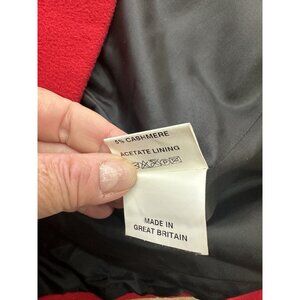 5% CASHMERE
ACETATE LINING
MADE IN
GREAT BRITAIN